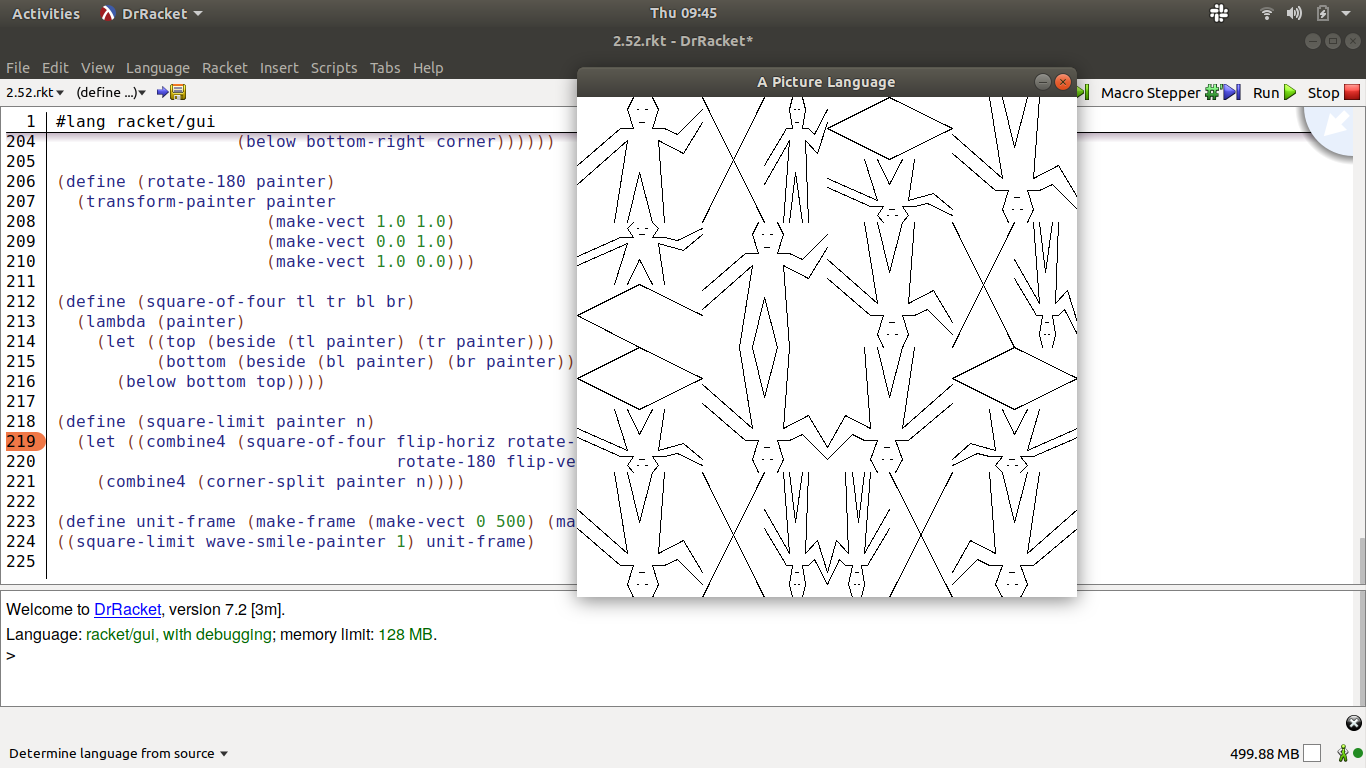 Activities DrRacket Thu 09:45
2.52.rkt - DrRacket*
File Edit View Language Racket Insert Scripts Tabs Help
A Picture Language
2.52.rkt (define ...) Macro Stepper Run Stop
1 #lang racket/gui
204 (below bottom-right corner))))))
205
206 (define (rotate-180 painter)
207 (transform-painter painter
208 (make-vect 1.0 1.0)
209 (make-vect 0.0 1.0)
210 (make-vect 1.0 0.0)))
211
212 (define (square-of-four tl tr bl br)
213 (lambda (painter)
214 (let ((top (beside (tl painter) (tr painter)))
215 (bottom (beside (bl painter) (br painter))
216 (below bottom top))))
217
218 (define (square-limit painter n)
219 (let ((combine4 (square-of-four flip-horiz rotate-
220 rotate-180 flip-ve
221 (combine4 (corner-split painter n))))
222
223 (define unit-frame (make-frame (make-vect 0 500) (ma
224 ((square-limit wave-smile-painter 1) unit-frame)
225
Welcome to DrRacket, version 7.2 [3m].
Language: racket/gui, with debugging; memory limit: 128 MB.
>
Determine language from source 499.88 MB